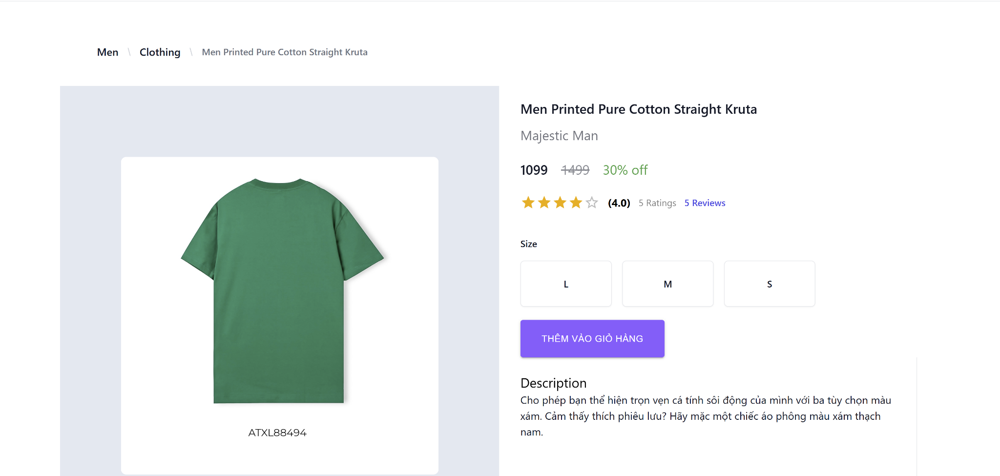 Men \ Clothing \ Men Printed Pure Cotton Straight Kruta
Men Printed Pure Cotton Straight Kruta
Majestic Man
1099 1499 30% off
(4.0) 5 Ratings 5 Reviews
Size
L M S
THÊM VÀO GIỎ HÀNG
Description
Cho phép bạn thể hiện trọn vẹn cá tính sôi động của mình với ba tùy chọn màu
xám. Cảm thấy thích phiêu lưu? Hãy mặc một chiếc áo phông màu xám thạch
nam.
ATXL88494